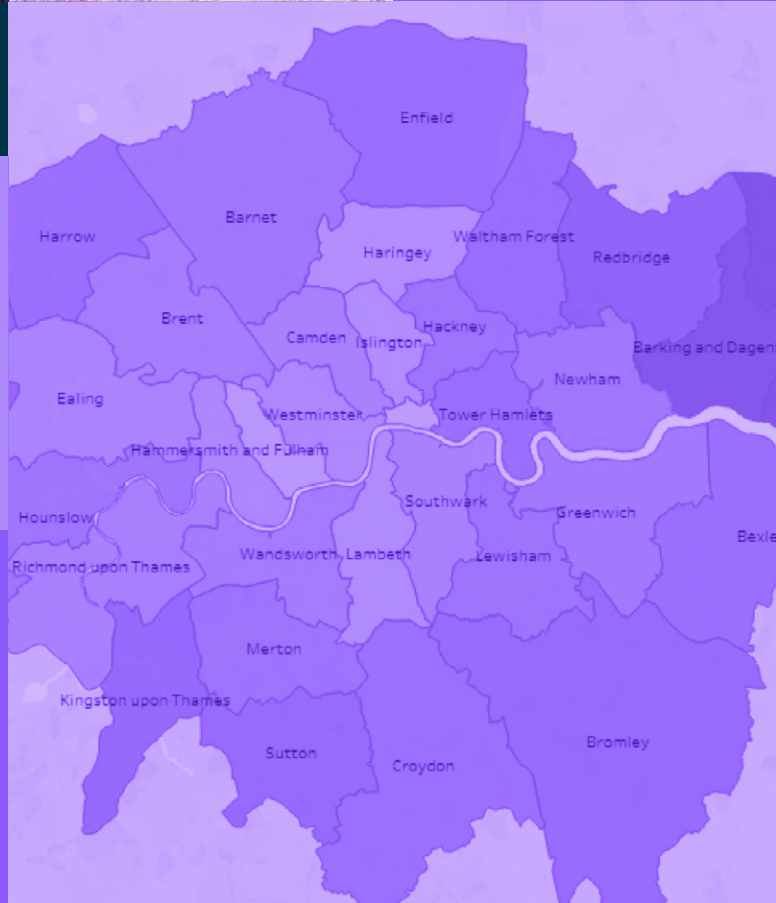 Enfield
Barnet
Harrow
Haringey
Waltham Forest
Redbridge
Brent
Camden
Islington
Hackney
Barking and Dagen
Newham
Ealing
Westminster
Tower Hamlets
Hammersmith and Fulham
Southwark
Hounslow
Greenwich
Bexle
Wandsworth
Lambeth
Lewisham
Richmond upon Thames
Merton
Kingston upon Thames
Bromley
Sutton
Croydon